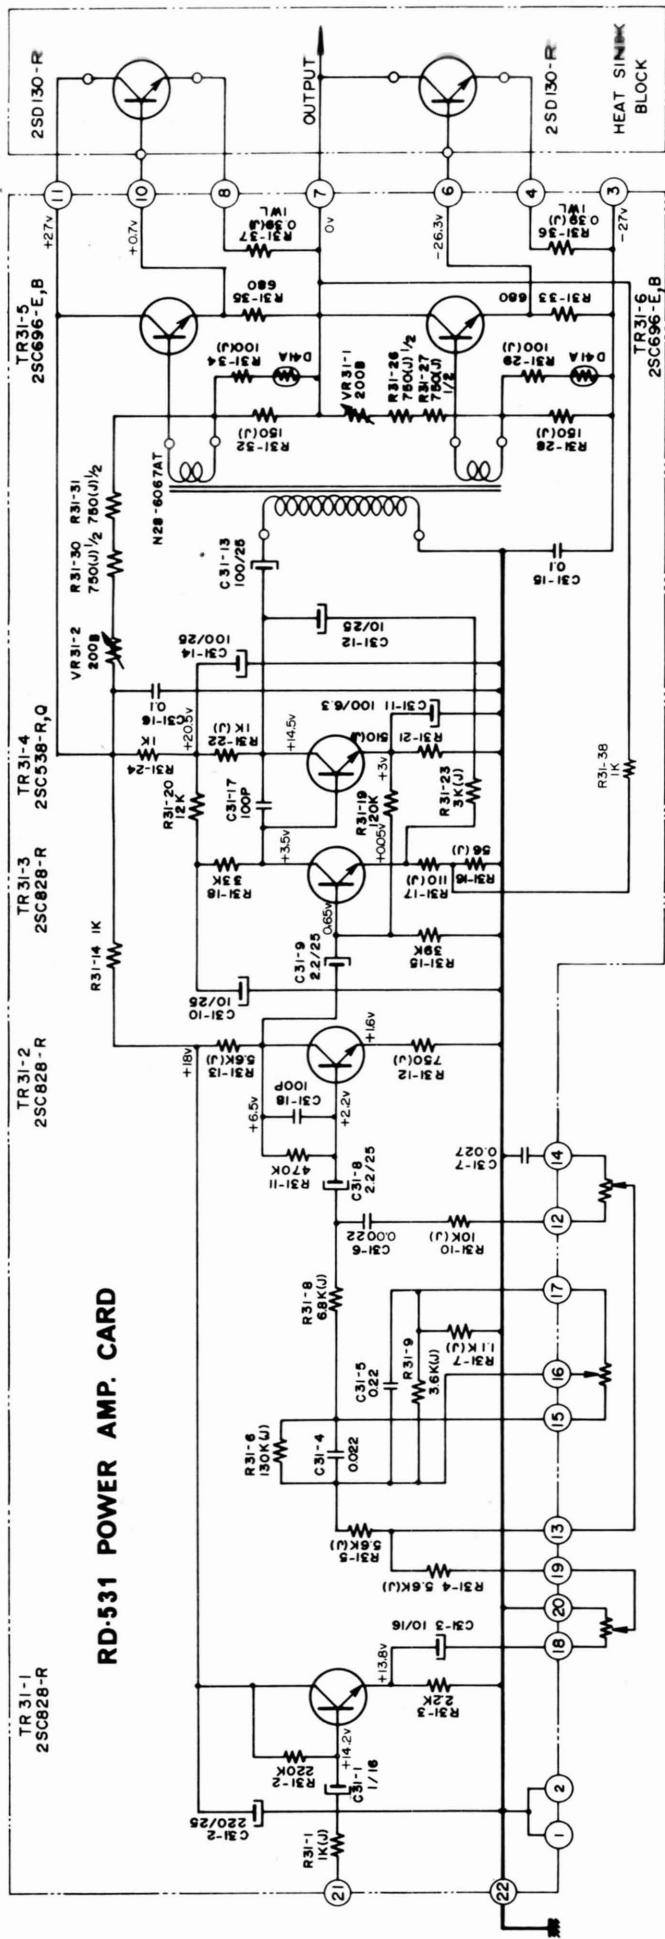 RD-531 POWER AMP. CARD
TR31-1
2SC828-R
TR31-2
2SC828-R
TR31-3
2SC828-R
TR31-4
2SC538-R,Q
TR31-5
2SC696-E,B
TR31-6
2SC696-E,B
2SD130-R
2SD130-R
HEAT SINK
BLOCK
OUTPUT
21
R31-1
1K(J)
C31-1
1/16
C31-2
220/25
R31-2
220K
+14.2v
+13.8v
R31-3
2.2K
C31-3 10/16
R31-4 5.6K(J)
R31-5
5.6K(J)
R31-6
130K(J)
C31-4
0.022
C31-5
0.22
R31-9
3.6K(J)
R31-7
1.1K(J)
R31-8
6.8K(J)
C31-6
0.0022
R31-10
10K(J)
C31-7
0.027
C31-8
2.2/25
R31-11
470K
C31-18
100P
+6.5v
+2.2v
+1.6v
R31-12
750(J)
+18v
R31-13
5.6K(J)
R31-14 1K
C31-10
10/25
C31-9
2.2/25
R31-15
39K
0.65v
+3.5v
+0.05v
R31-18
3.3K
R31-17
110(J)
R31-16
56(J)
R31-20
12K
C31-17
100P
R31-19
120K
R31-24
1K
+20.5v
R31-22
1K(J)
+14.5v
+3v
R31-21
510(J)
C31-11 100/6.3
R31-23
3K(J)
C31-16
0.1
C31-14
100/25
C31-12
10/25
C31-13
100/25
VR31-2
200B
R31-30
750(J)1/2
R31-31
750(J)1/2
N28-6067AT
C31-15
0.1
R31-38
1K
R31-32
150(J)
R31-34
100(J)
D41A
R31-35
680
VR31-1
200B
R31-26
750(J)1/2
R31-27
750(J)
1/2
R31-28
150(J)
R31-29
100(J)
D41A
R31-33
680
R31-37
0.39(J)
1WL
R31-36
0.39(J)
1WL
+27v
+0.7v
0v
-26.3v
-27v
11
10
8
7
6
4
3
22
1
2
18
20
19
13
15
16
17
12
14